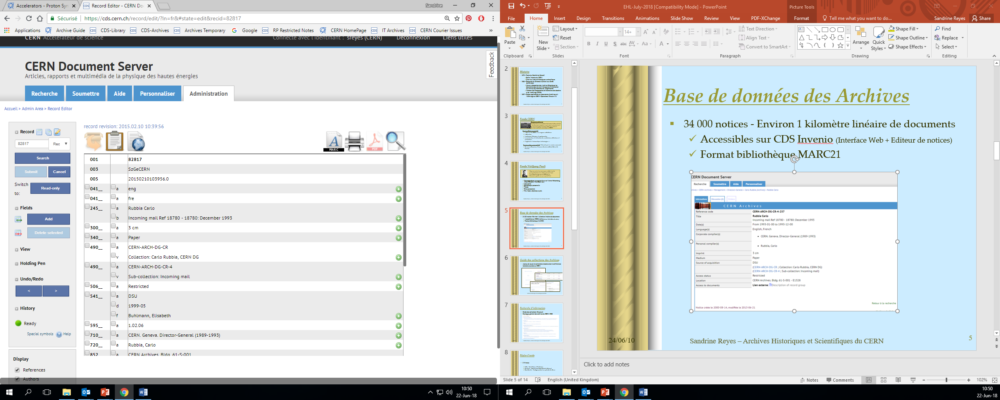 Accelerators - Proton Syn
Record Editor - CERN Do
Sandrine
Sécurisé
https://cds.cern.ch/record/edit/?ln=fr&#state=edit&recid=82817
Applications
Archive Guide
CDS-Library
CDS-Archives
Archives Temporary
Google
RP Restricted Notes
CERN HomePage
IT Archives
CERN Courier Issues
CERN Accélérateur de science
Connecté avec l'identifiant : sreyes (CERN)
Déconnexion
Liens utiles
Feedback
CERN Document Server
Articles, rapports et multimédia de la physique des hautes énergies
Recherche
Soumettre
Aide
Personnaliser
Administration
Accueil > Admin Area > Record Editor
Record
82817
Rec
Search
Submit
Cancel
Switch to:
Read-only
Fields
Add
Delete selected
View
Holding Pen
Undo/Redo
<
>
History
Ready
Special symbols
Help
Display
References
Authors
record revision: 2015.02.10 10:39:56
MARC
PDF
001 82817
003 SzGeCERN
005 20150210103956.0
041__ a eng
041__ a fre
245__ a Rubbia Carlo
b Incoming mail Ref 18780 - 18780: December 1993
300__ a 3 cm
340__ a Paper
490__ a CERN-ARCH-DG-CR
v Collection: Carlo Rubbia, CERN DG
490__ a CERN-ARCH-DG-CR-4
v Sub-collection: Incoming mail
506__ a Restricted
541__ a DSU
d 1999-05
f Buhlmann, Elisabeth
595__ a 1.02.06
710__ a CERN. Geneva. Director-General (1989-1993)
720__ a Rubbia, Carlo
852__ a CERN Archives. Bldg. 61-S-001
10:50
22-Jun-18
EHL-July-2018 [Compatibility Mode] - PowerPoint
Picture Tools
File
Home
Insert
Design
Transitions
Animations
Slide Show
Review
View
PDF-XChange
Format
Tell me what you want to do...
Sandrine Reyes
Share
Paste
New Slide
Layout
Reset
Section
14+
B I U S abc AV Aa A
Text Direction
Align Text
Convert to SmartArt
Arrange
Quick Styles
Shape Fill
Shape Outline
Shape Effects
Find
Replace
Select
Clipboard
Slides
Font
Paragraph
Drawing
Editing
2
Histoire
3
Fonds CERN
4
Fonds Wolfgang Pauli
5
Base de données des Archives
6
Guide des collections des Archives
7
Recherche d'information
8
Règles d'accès
Base de données des Archives
34 000 notices - Environ 1 kilomètre linéaire de documents
Accessibles sur CDS Invenio (Interface Web + Editeur de notices)
Format bibliothèque MARC21
CERN Document Server
Recherche
Soumettre
Aide
Personnaliser
> CERN Archives > Management > Directors-General > Carlo Rubbia (Archives) > Rubbia Carlo
Informations
Discussion (0)
CERN Archives
Reference code CERN-ARCH-DG-CR-4-257
Title Rubbia Carlo
Incoming mail Ref 18780 - 18780: December 1993
Date(s) From 1993-01-00 to 1993-12-00
Language(s) English, French
Corporate compiler(s)
• CERN. Geneva. Director-General (1989-1993)
Personal compiler(s)
• Rubbia, Carlo
Imprint 3 cm
Medium Paper
Source of acquisition DSU
(CERN-ARCH-DG-CR ; Collection: Carlo Rubbia, CERN DG)
(CERN-ARCH-DG-CR-4 ; Sub-collection: Incoming mail)
Access status Restricted
Location CERN Archives. Bldg. 61-S-001 - E1328
Access to documents Lien externe: Description of record group
Retour à la recherche
Notice créée le 2000-08-14, modifiée le 2013-06-21
24/06/10
Sandrine Reyes – Archives Historiques et Scientifiques du CERN
5
Click to add notes
Slide 5 of 14
English (United Kingdom)
Notes
Comments
102%
10:50
22-Jun-18